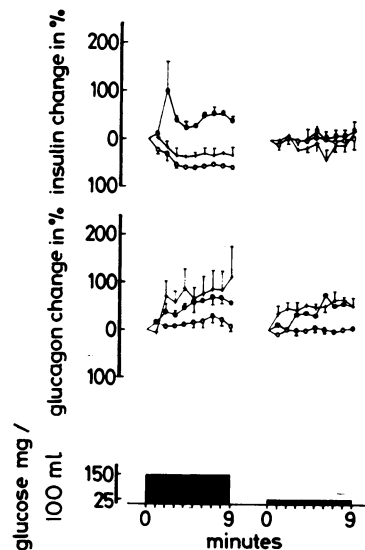 insulin change in %
200
100
0
100
glucagon change in %
200
100
0
100
glucose mg /
100 ml
150
25
0
9
0
9
minutes